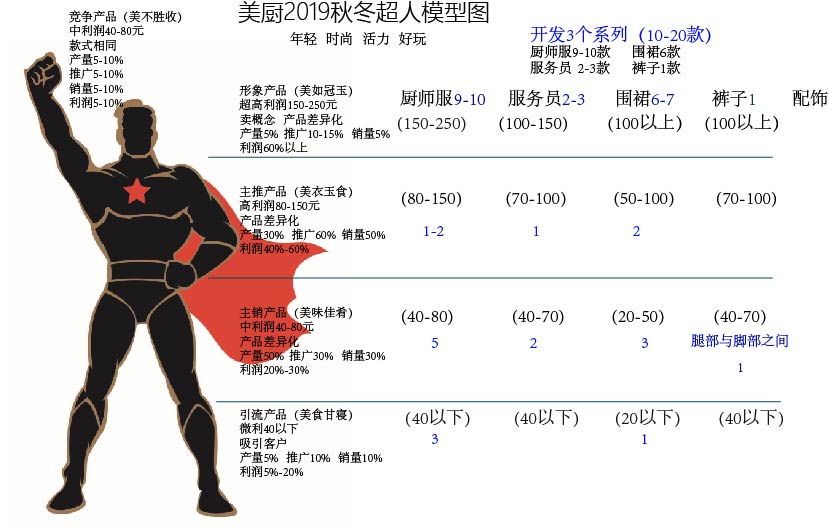 美厨2019秋冬超人模型图
年轻 时尚 活力 好玩
竞争产品（美不胜收）
中利润40-80元
款式相同
产量5-10%
推广5-10%
销量5-10%
利润5-10%
开发3个系列（10-20款）
厨师服9-10款 围裙6款
服务员 2-3款 裤子1款
形象产品（美如冠玉）
超高利润150-250元
卖概念 产品差异化
产量5% 推广10-15% 销量5%
利润60%以上
厨师服9-10 服务员2-3 围裙6-7 裤子1 配饰
(150-250) (100-150) (100以上) (100以上)
主推产品（美衣玉食）
高利润80-150元
产品差异化
产量30% 推广60% 销量50%
利润40%-60%
(80-150) (70-100) (50-100) (70-100)
1-2 1 2
主销产品（美味佳肴）
中利润40-80元
产品差异化
产量50% 推广30% 销量30%
利润20%-30%
(40-80) (40-70) (20-50) (40-70)
5 2 3 腿部与脚部之间
1
引流产品（美食甘寝）
微利40以下
吸引客户
产量5% 推广10% 销量10%
利润5%-20%
(40以下) (40以下) (20以下) (40以下)
3 1